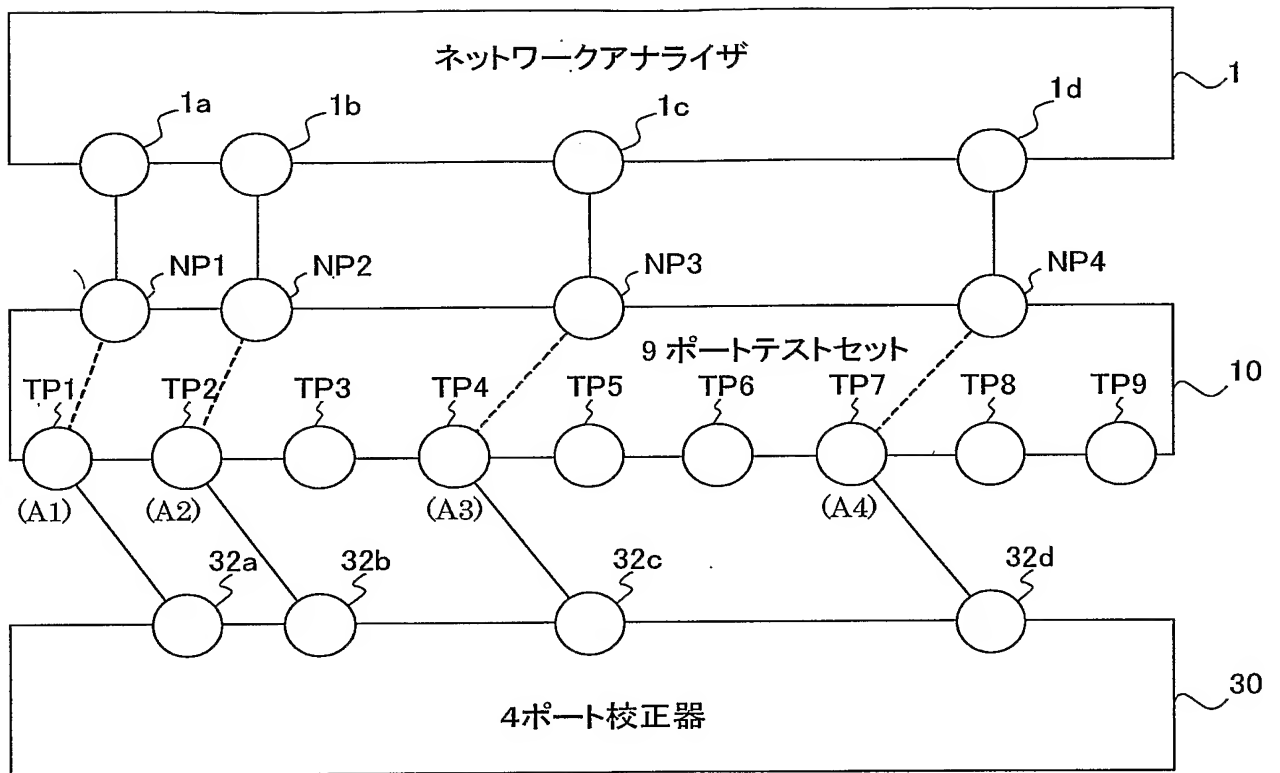 ネットワークアナライザ
1
1a 1b 1c 1d
NP1 NP2 NP3 NP4
9 ポートテストセット
10
TP1 TP2 TP3 TP4 TP5 TP6 TP7 TP8 TP9
(A1) (A2) (A3) (A4)
32a 32b 32c 32d
4ポート校正器
30